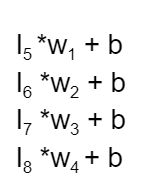 I₅ *w₁ + b
I₆ *w₂ + b
I₇ *w₃ + b
I₈ *w₄ + b